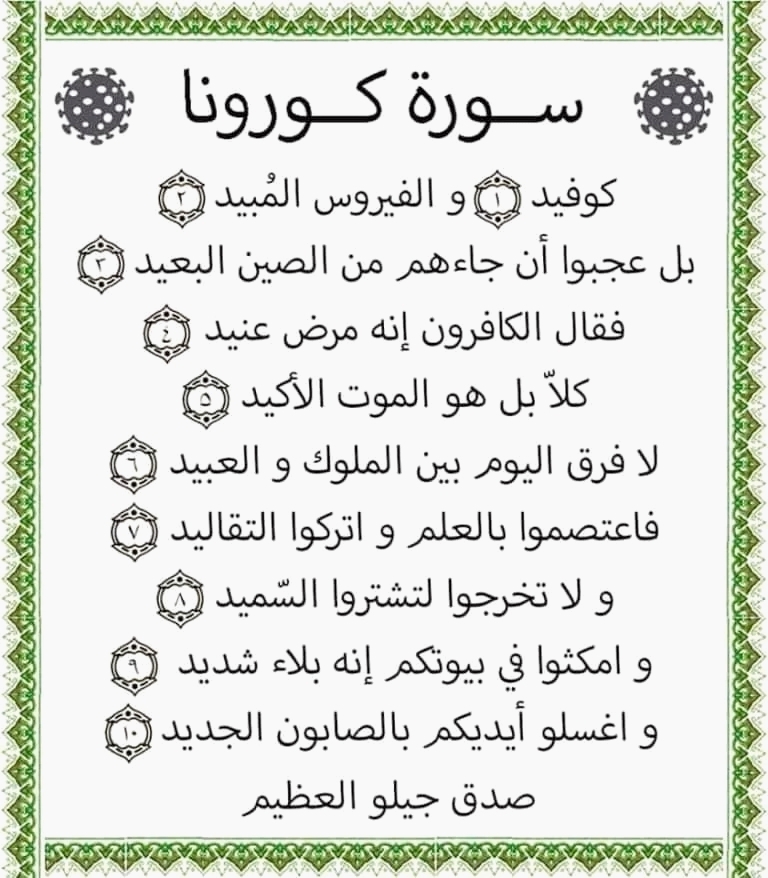 سورة كورونا
كوفيد ١ و الفيروس المُبيد ٢
بل عجبوا أن جاءهم من الصين البعيد ٣
فقال الكافرون إنه مرض عنيد ٤
كلاّ بل هو الموت الأكيد ٥
لا فرق اليوم بين الملوك و العبيد ٦
فاعتصموا بالعلم و اتركوا التقاليد ٧
و لا تخرجوا لتشتروا السّميد ٨
و امكثوا في بيوتكم إنه بلاء شديد ٩
و اغسلو أيديكم بالصابون الجديد ١٠
صدق جيلو العظيم